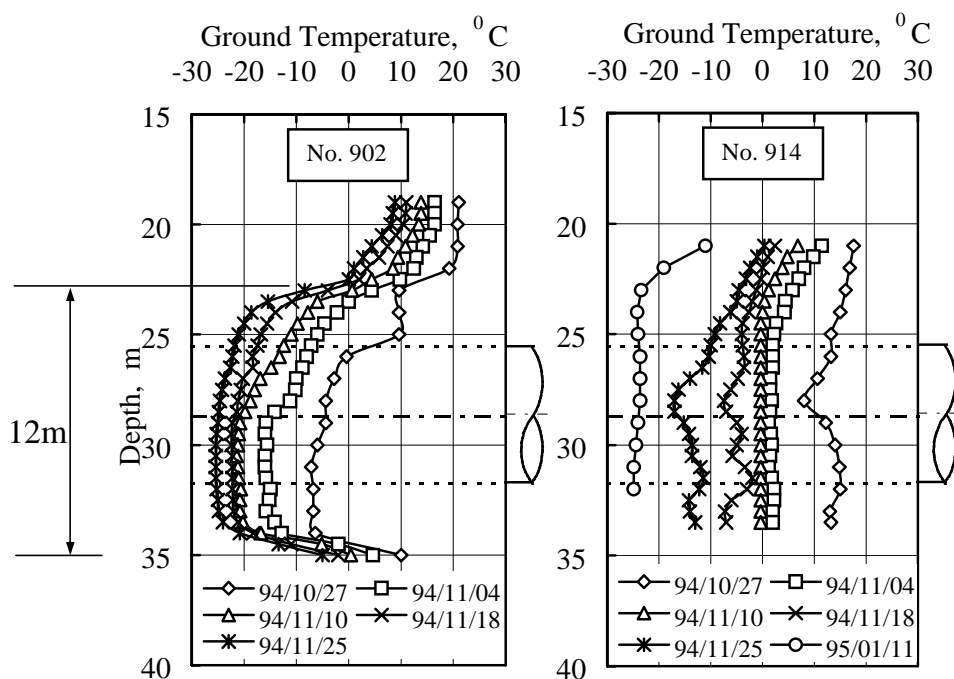 Ground Temperature, ⁰C
-30 -20 -10 0 10 20 30
15
20
25
30
35
40
Depth, m
12m
No. 902
94/10/27 94/11/04
94/11/10 94/11/18
94/11/25
Ground Temperature, ⁰C
-30 -20 -10 0 10 20 30
15
20
25
30
35
40
No. 914
94/10/27 94/11/04
94/11/10 94/11/18
94/11/25 95/01/11